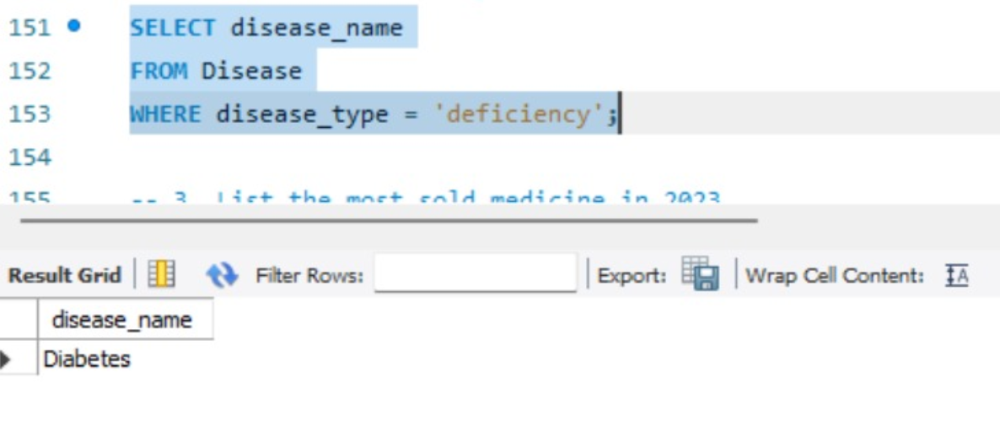 151 SELECT disease_name
152 FROM Disease
153 WHERE disease_type = 'deficiency';
154
155 -- 3. List the most sold medicine in 2023
Result Grid Filter Rows: Export: Wrap Cell Content: IA
disease_name
Diabetes